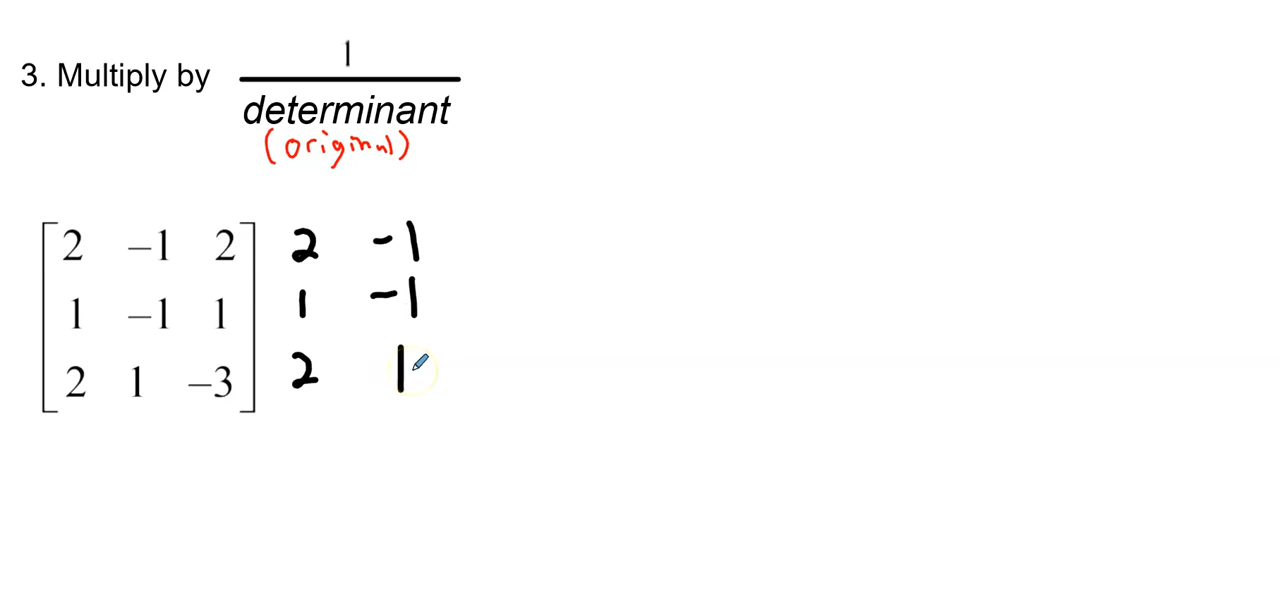 3. Multiply by 1
determinant
(original)
2 −1 2 2 -1
1 −1 1 1 -1
2 1 −3 2 1